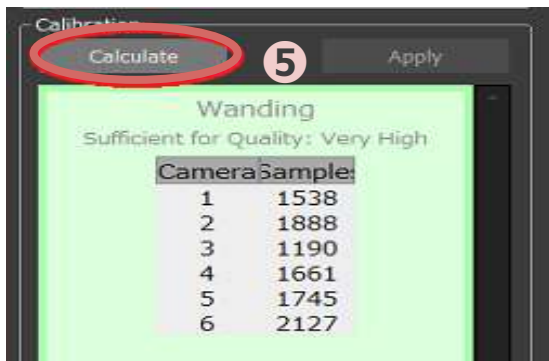 Calibration
Calculate 5 Apply
Wanding
Sufficient for Quality: Very High
Camera Samples
1 1538
2 1888
3 1190
4 1661
5 1745
6 2127